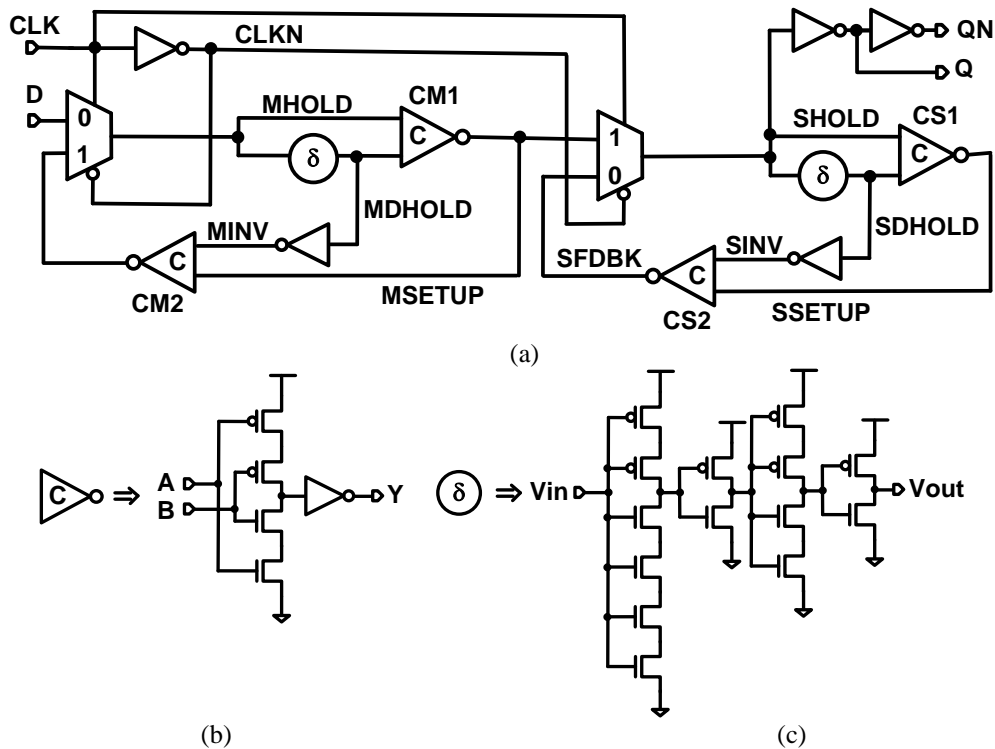 CLK
CLKN
QN
Q
D
0
1
MHOLD
CM1
C
δ
1
0
SHOLD
CS1
C
δ
MDHOLD
SDHOLD
MINV
C
CM2
MSETUP
SFDBK
SINV
C
CS2
SSETUP
(a)
C
⇒
A
B
Y
δ
⇒
Vin
Vout
(b)
(c)